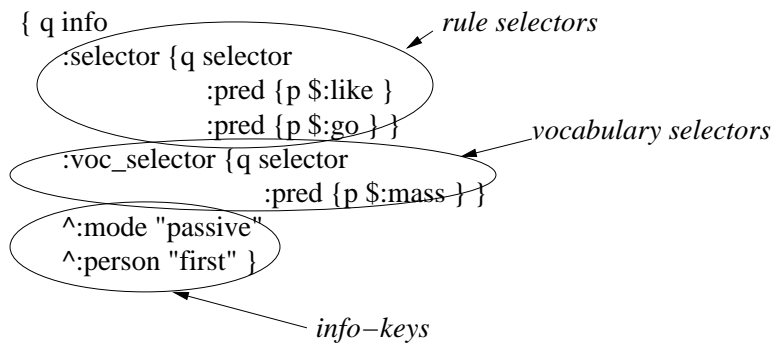 { q info
rule selectors
:selector {q selector
:pred {p $:like }
:pred {p $:go } }
vocabulary selectors
:voc_selector {q selector
:pred {p $:mass } }
^:mode "passive"
^:person "first" }
info−keys